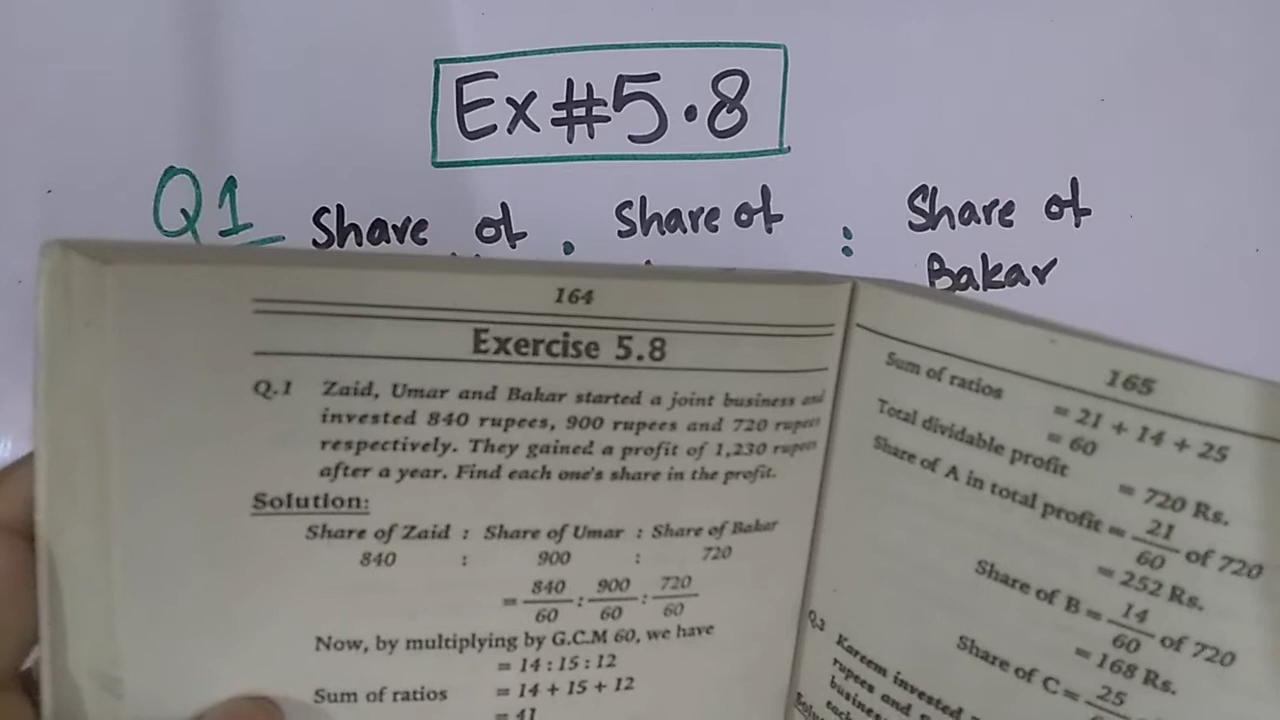 Ex#5.8
Q1 Share of : Share of : Share of
Bakar
164
Exercise 5.8
Q.1 Zaid, Umar and Bakar started a joint business and
invested 840 rupees, 900 rupees and 720 rupees
respectively. They gained a profit of 1,230 rupees
after a year. Find each one's share in the profit.
Solution:
Share of Zaid : Share of Umar : Share of Bakar
840 : 900 : 720
= 840/60 : 900/60 : 720/60
Now, by multiplying by G.C.M 60, we have
= 14 : 15 : 12
Sum of ratios = 14 + 15 + 12
= 41
165
Sum of ratios = 21 + 14 + 25
= 60
Total dividable profit = 720 Rs.
Share of A in total profit = 21/60 of 720
= 252 Rs.
Share of B = 14/60 of 720
= 168 Rs.
Share of C = 25
Q.3 Kareem invested
rupees and
business
each